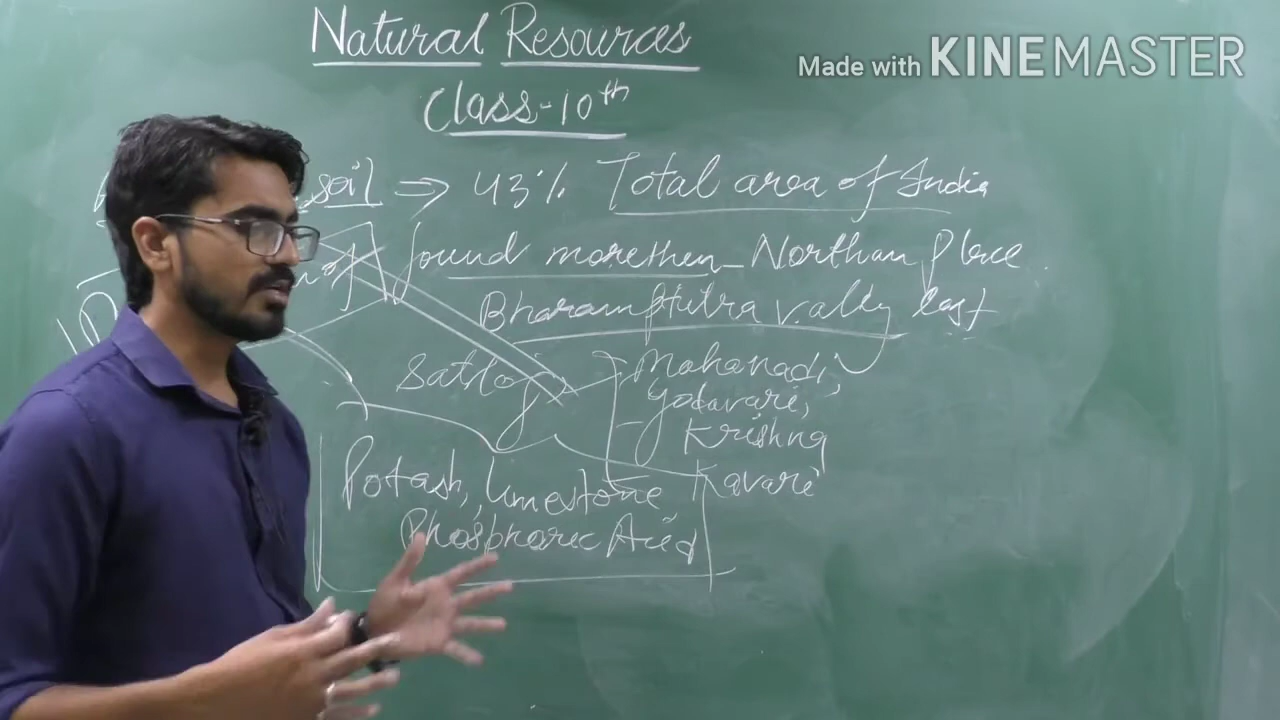 Natural Resources
Made with KINEMASTER
Class-10th
soil ⇒ 43% Total area of India
found morethen Northan Place
Bharamputra vally East
Satloj Mahanadi,
Godavari,
Krishna
Potash, limestone Kavari
Phosphoric Acid